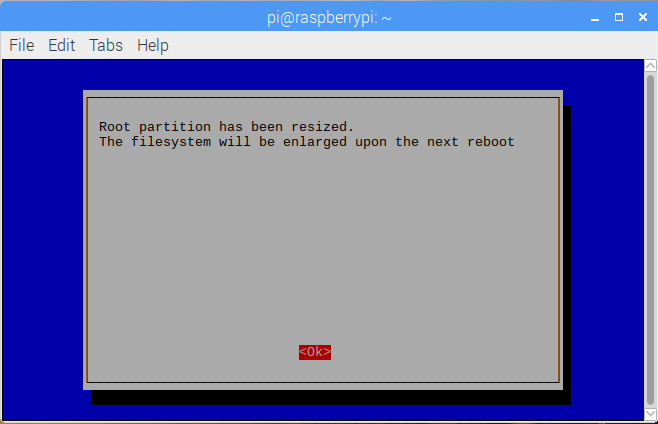 pi@raspberrypi: ~
File Edit Tabs Help
Root partition has been resized.
The filesystem will be enlarged upon the next reboot
<Ok>